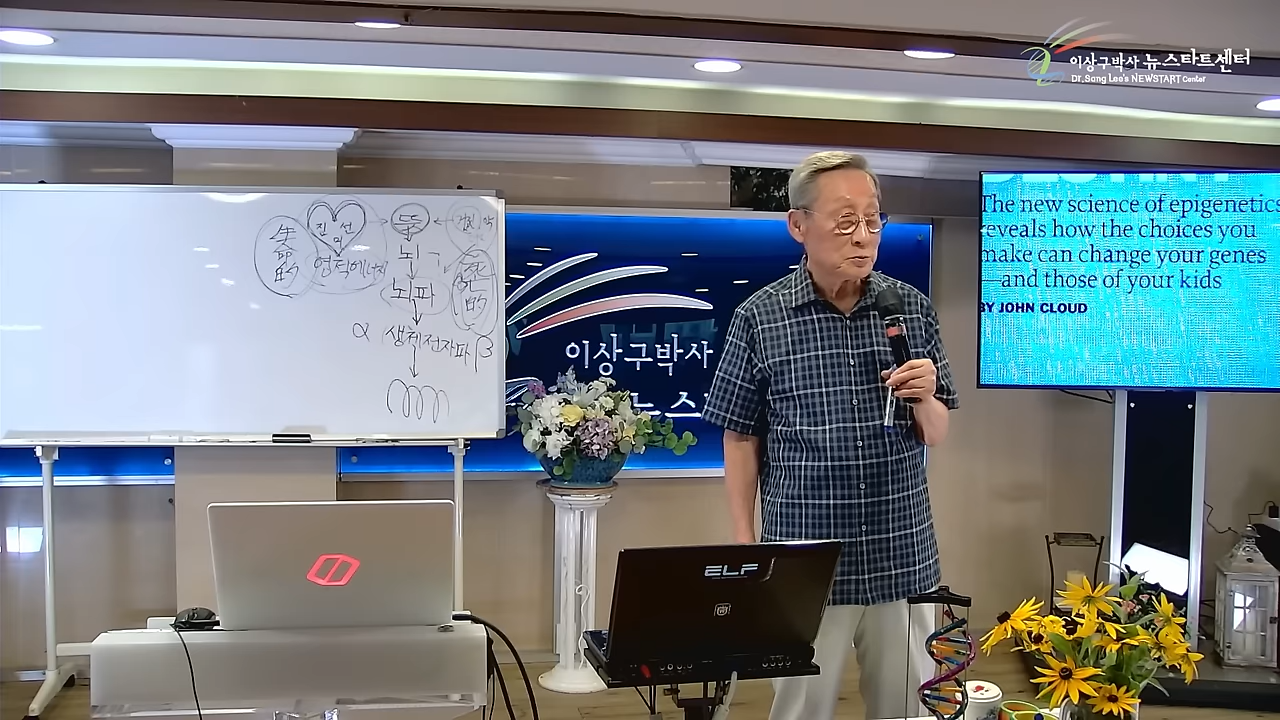 이상구박사 뉴스타트센터
Dr.Sang Lee's NEWSTART Center
The new science of epigenetics
reveals how the choices you
make can change your genes
and those of your kids
BY JOHN CLOUD
진 선
미
영적에너지
뇌
뇌파
α 생체전자파 β
이상구박사
뉴스
ELF